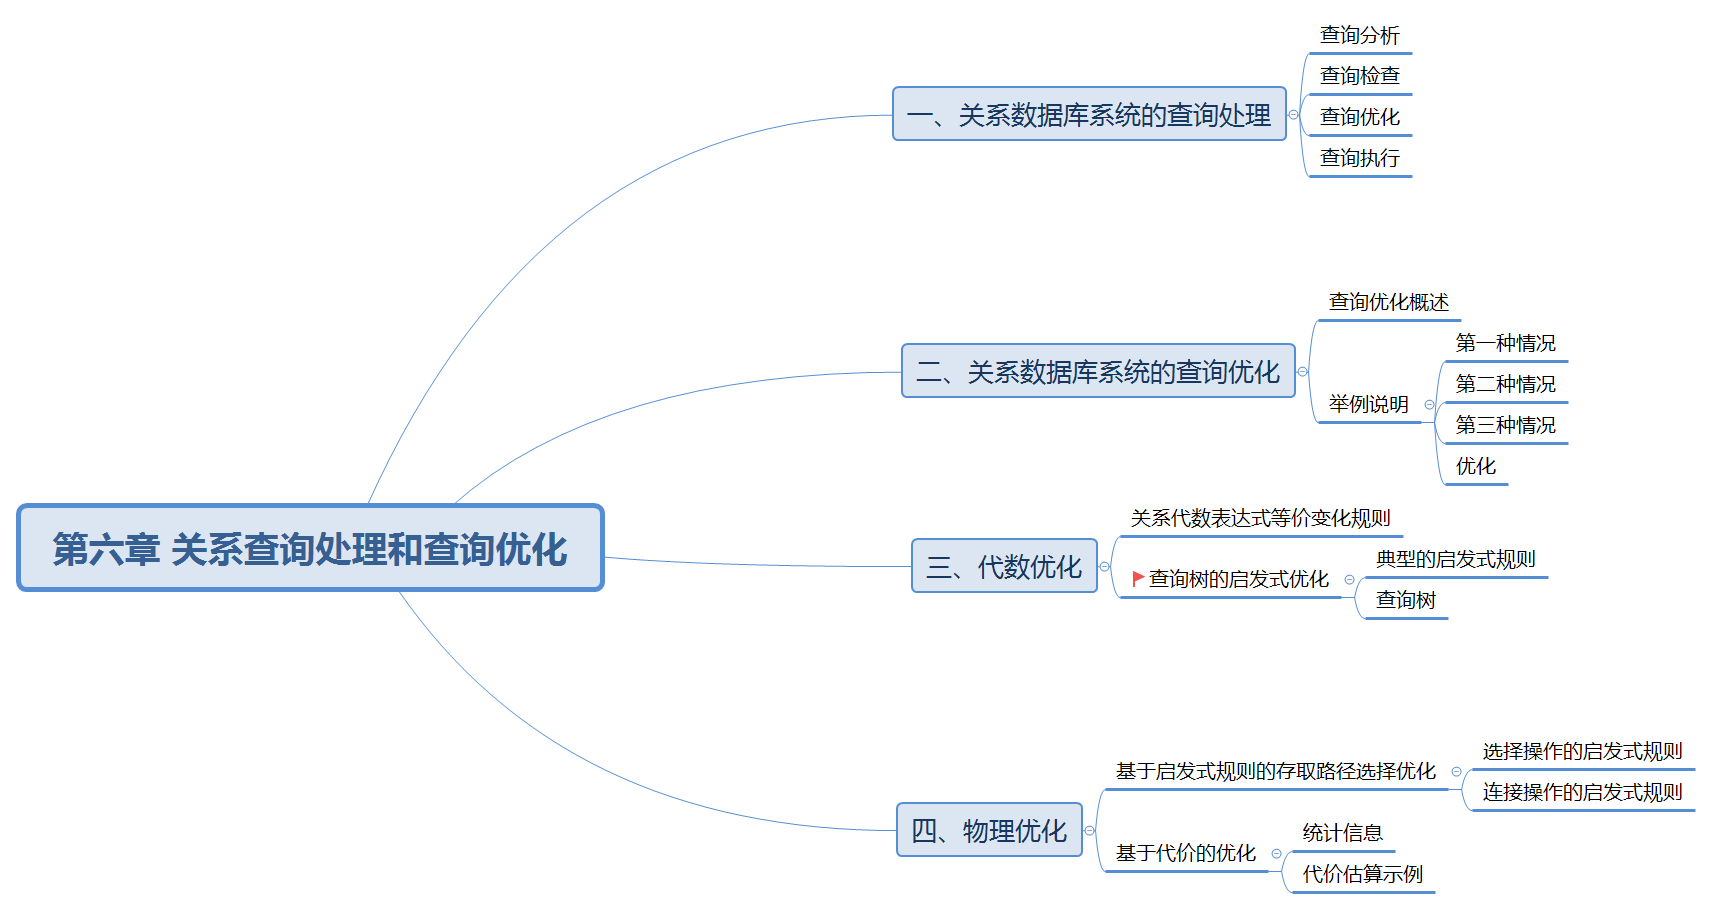 第六章 关系查询处理和查询优化
一、关系数据库系统的查询处理
查询分析
查询检查
查询优化
查询执行
二、关系数据库系统的查询优化
查询优化概述
举例说明
第一种情况
第二种情况
第三种情况
优化
三、代数优化
关系代数表达式等价变化规则
查询树的启发式优化
典型的启发式规则
查询树
四、物理优化
基于启发式规则的存取路径选择优化
选择操作的启发式规则
连接操作的启发式规则
基于代价的优化
统计信息
代价估算示例